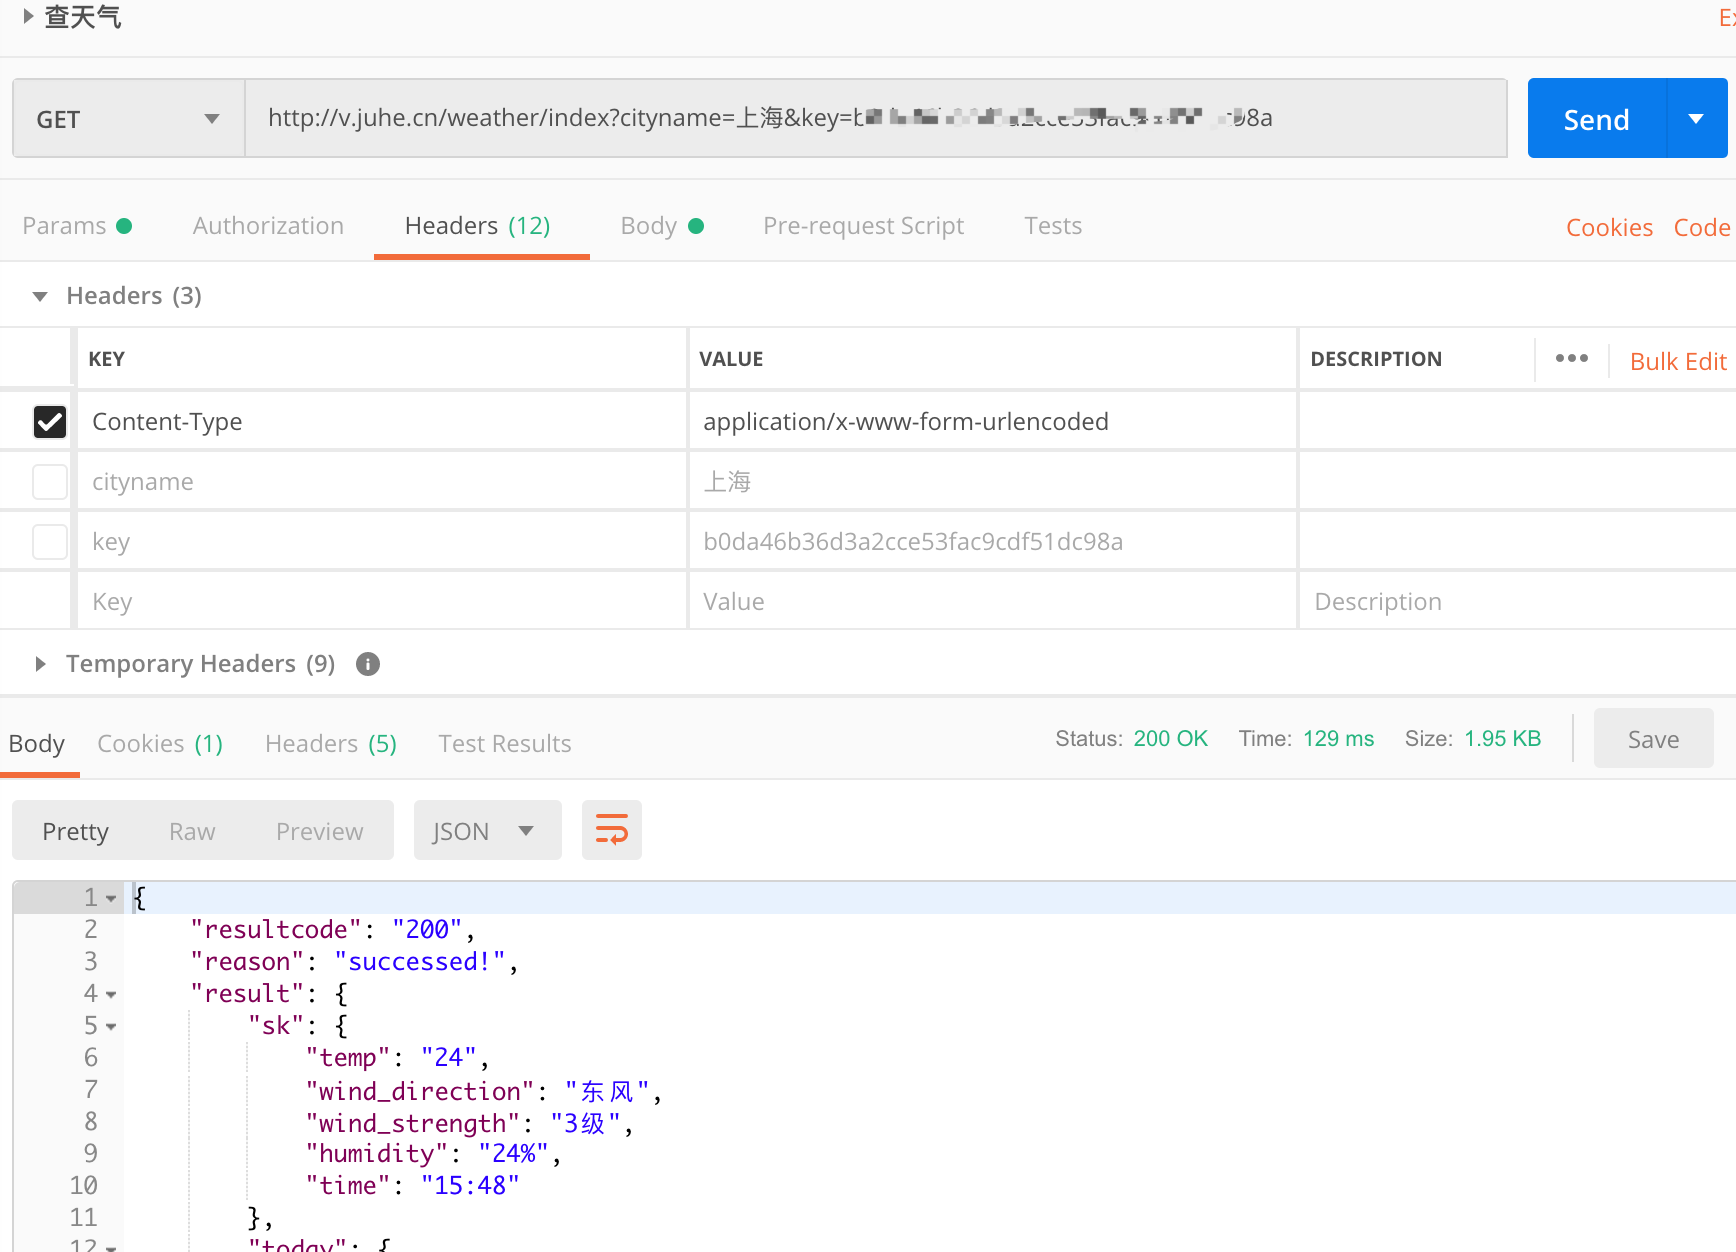 查天气
Ex
GET http://v.juhe.cn/weather/index?cityname=上海&key=b 98a Send
Params Authorization Headers (12) Body Pre-request Script Tests Cookies Code
Headers (3)
KEY VALUE DESCRIPTION ••• Bulk Edit
Content-Type application/x-www-form-urlencoded
cityname 上海
key b0da46b36d3a2cce53fac9cdf51dc98a
Key Value Description
Temporary Headers (9) i
Body Cookies (1) Headers (5) Test Results Status: 200 OK Time: 129 ms Size: 1.95 KB Save
Pretty Raw Preview JSON
1 {
2 "resultcode": "200",
3 "reason": "successed!",
4 "result": {
5 "sk": {
6 "temp": "24",
7 "wind_direction": "东风",
8 "wind_strength": "3级",
9 "humidity": "24%",
10 "time": "15:48"
11 },
12 "today": {